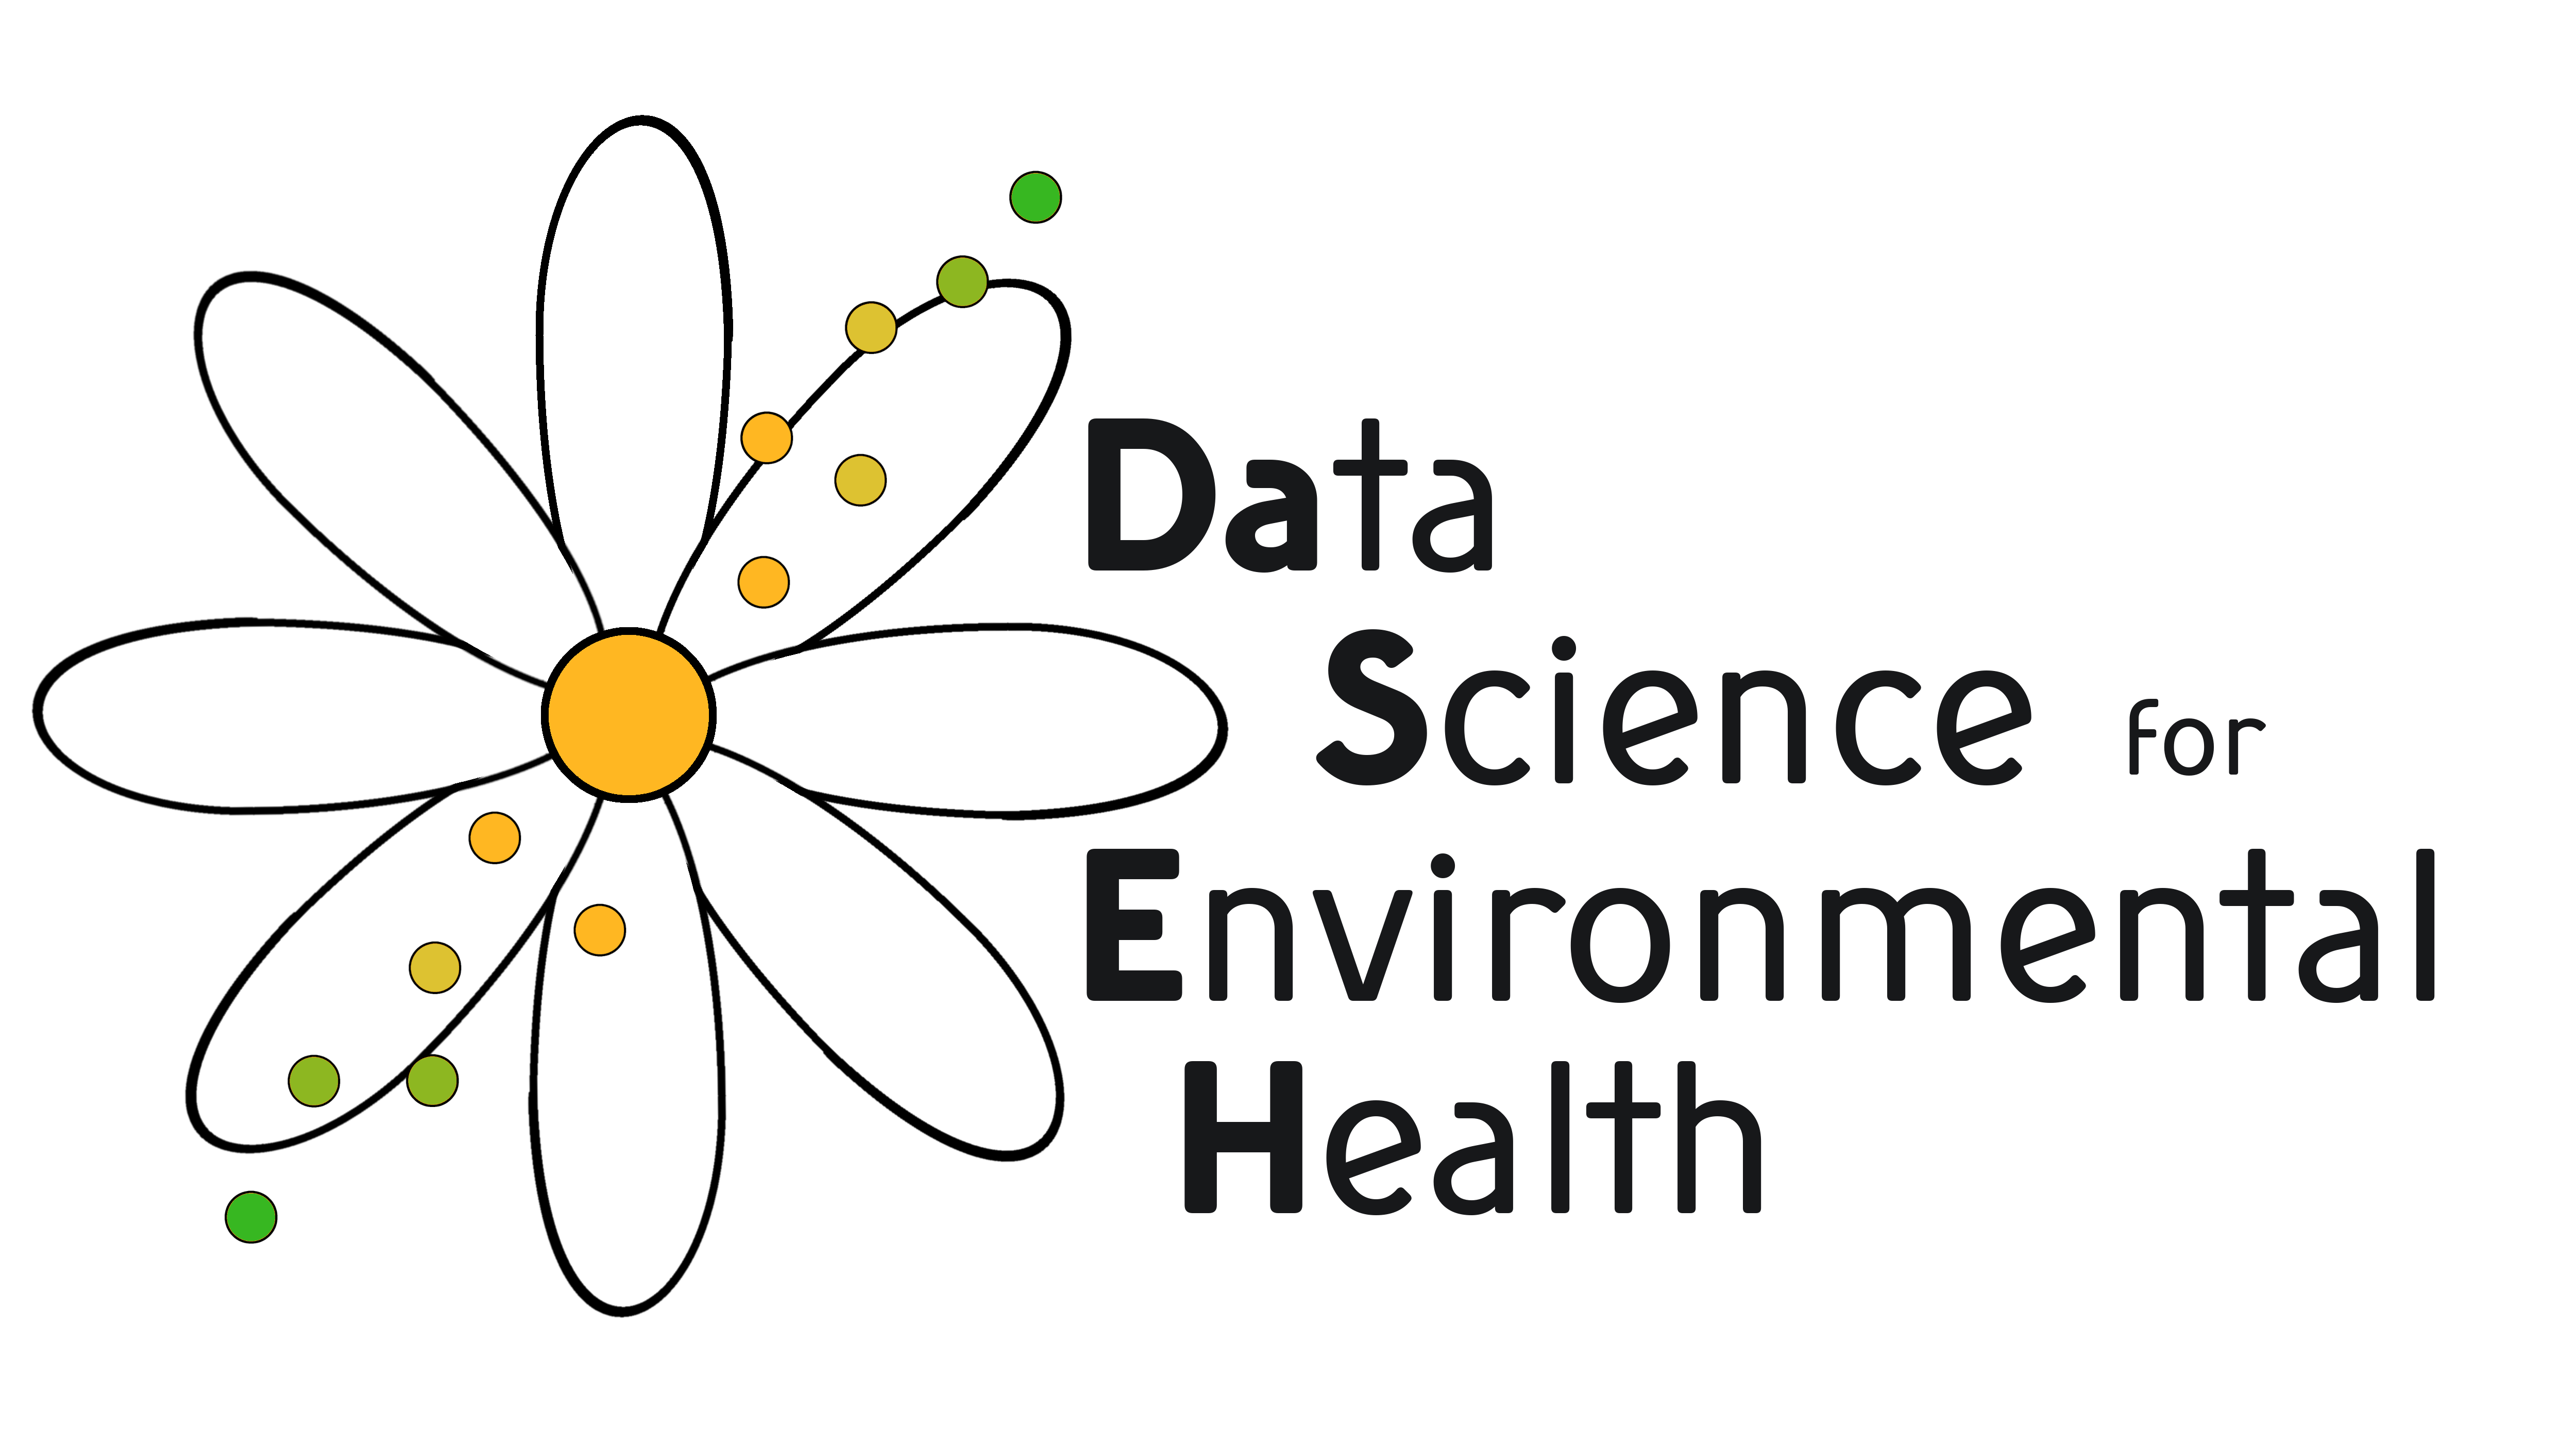 Data
Science for
Environmental
Health